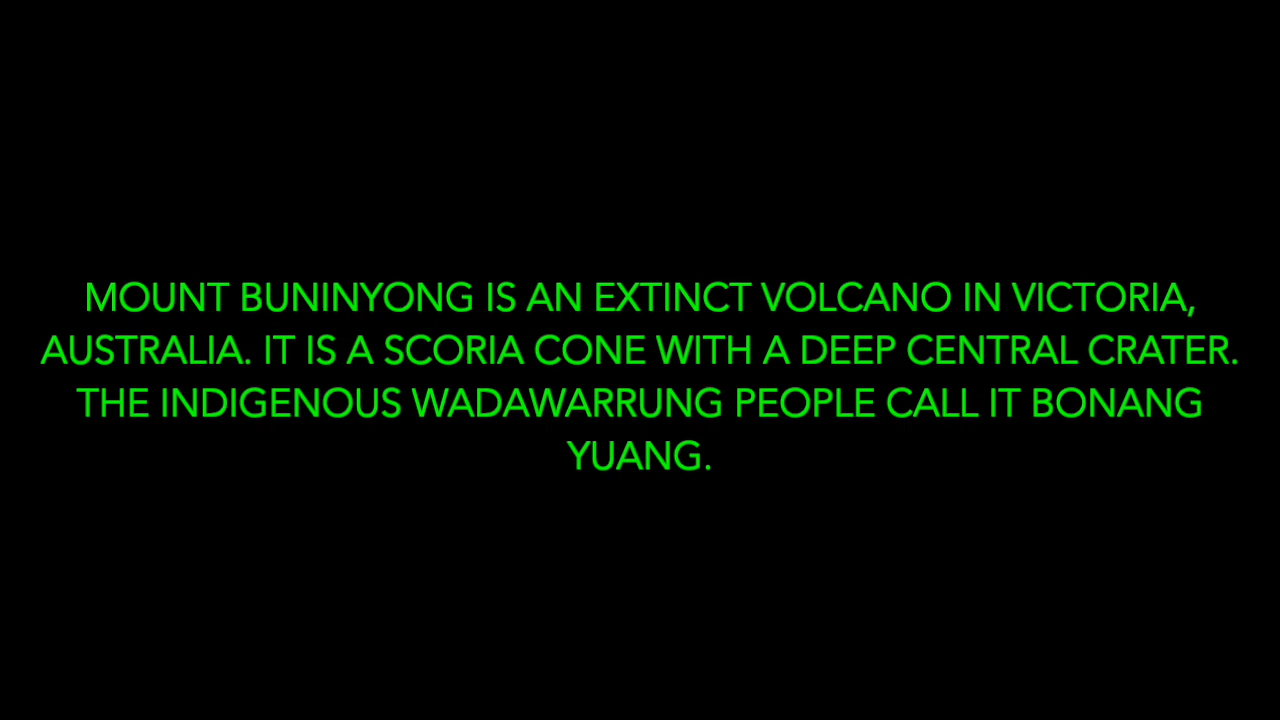 MOUNT BUNINYONG IS AN EXTINCT VOLCANO IN VICTORIA,
AUSTRALIA. IT IS A SCORIA CONE WITH A DEEP CENTRAL CRATER.
THE INDIGENOUS WADAWARRUNG PEOPLE CALL IT BONANG
YUANG.